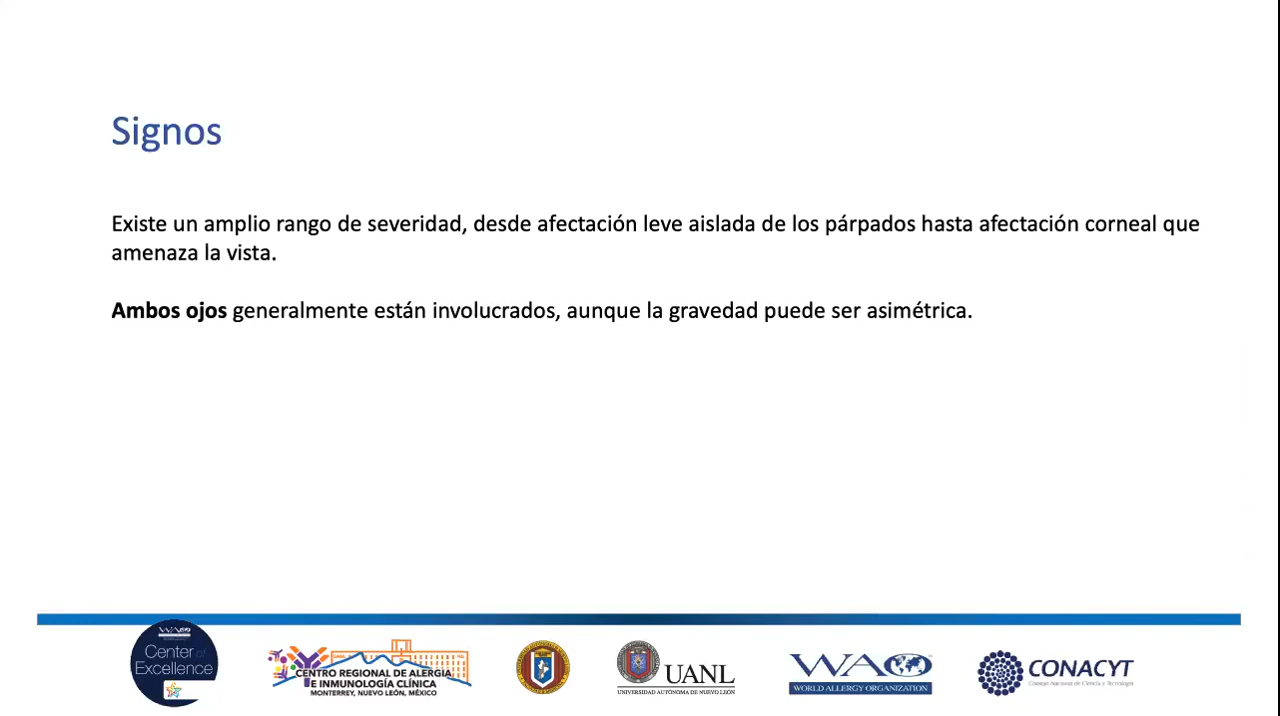 Signos
Existe un amplio rango de severidad, desde afectación leve aislada de los párpados hasta afectación corneal que
amenaza la vista.
Ambos ojos generalmente están involucrados, aunque la gravedad puede ser asimétrica.
WAO
Center of
Excellence
CENTRO REGIONAL DE ALERGIA
E INMUNOLOGÍA CLÍNICA
MONTERREY, NUEVO LEÓN, MÉXICO
UANL
UNIVERSIDAD AUTÓNOMA DE NUEVO LEÓN
WAO
WORLD ALLERGY ORGANIZATION
CONACYT
Consejo Nacional de Ciencia y Tecnología